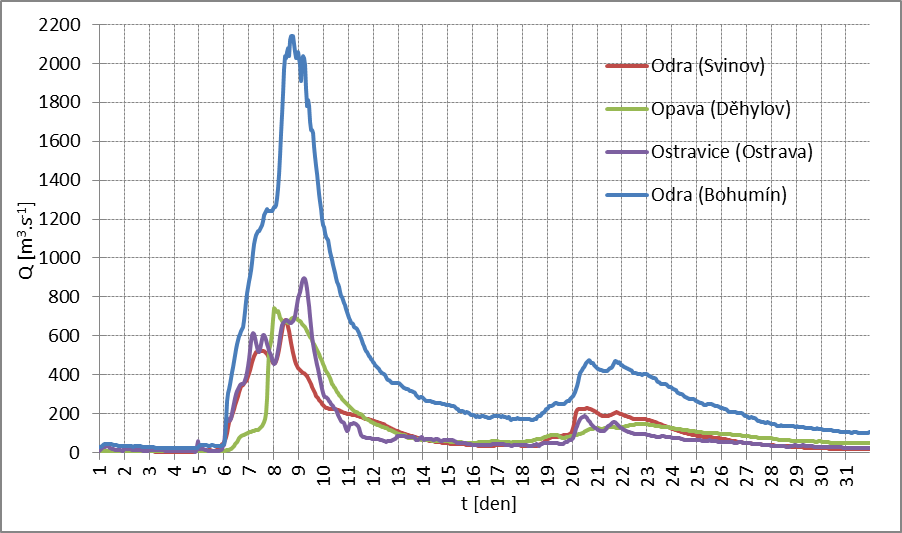 2200
2000
1800
1600
1400
1200
1000
800
600
400
200
0
Q [m³.s⁻¹]
Odra (Svinov)
Opava (Děhylov)
Ostravice (Ostrava)
Odra (Bohumín)
1 2 3 4 5 6 7 8 9 10 11 12 13 14 15 16 17 18 19 20 21 22 23 24 25 26 27 28 29 30 31
t [den]